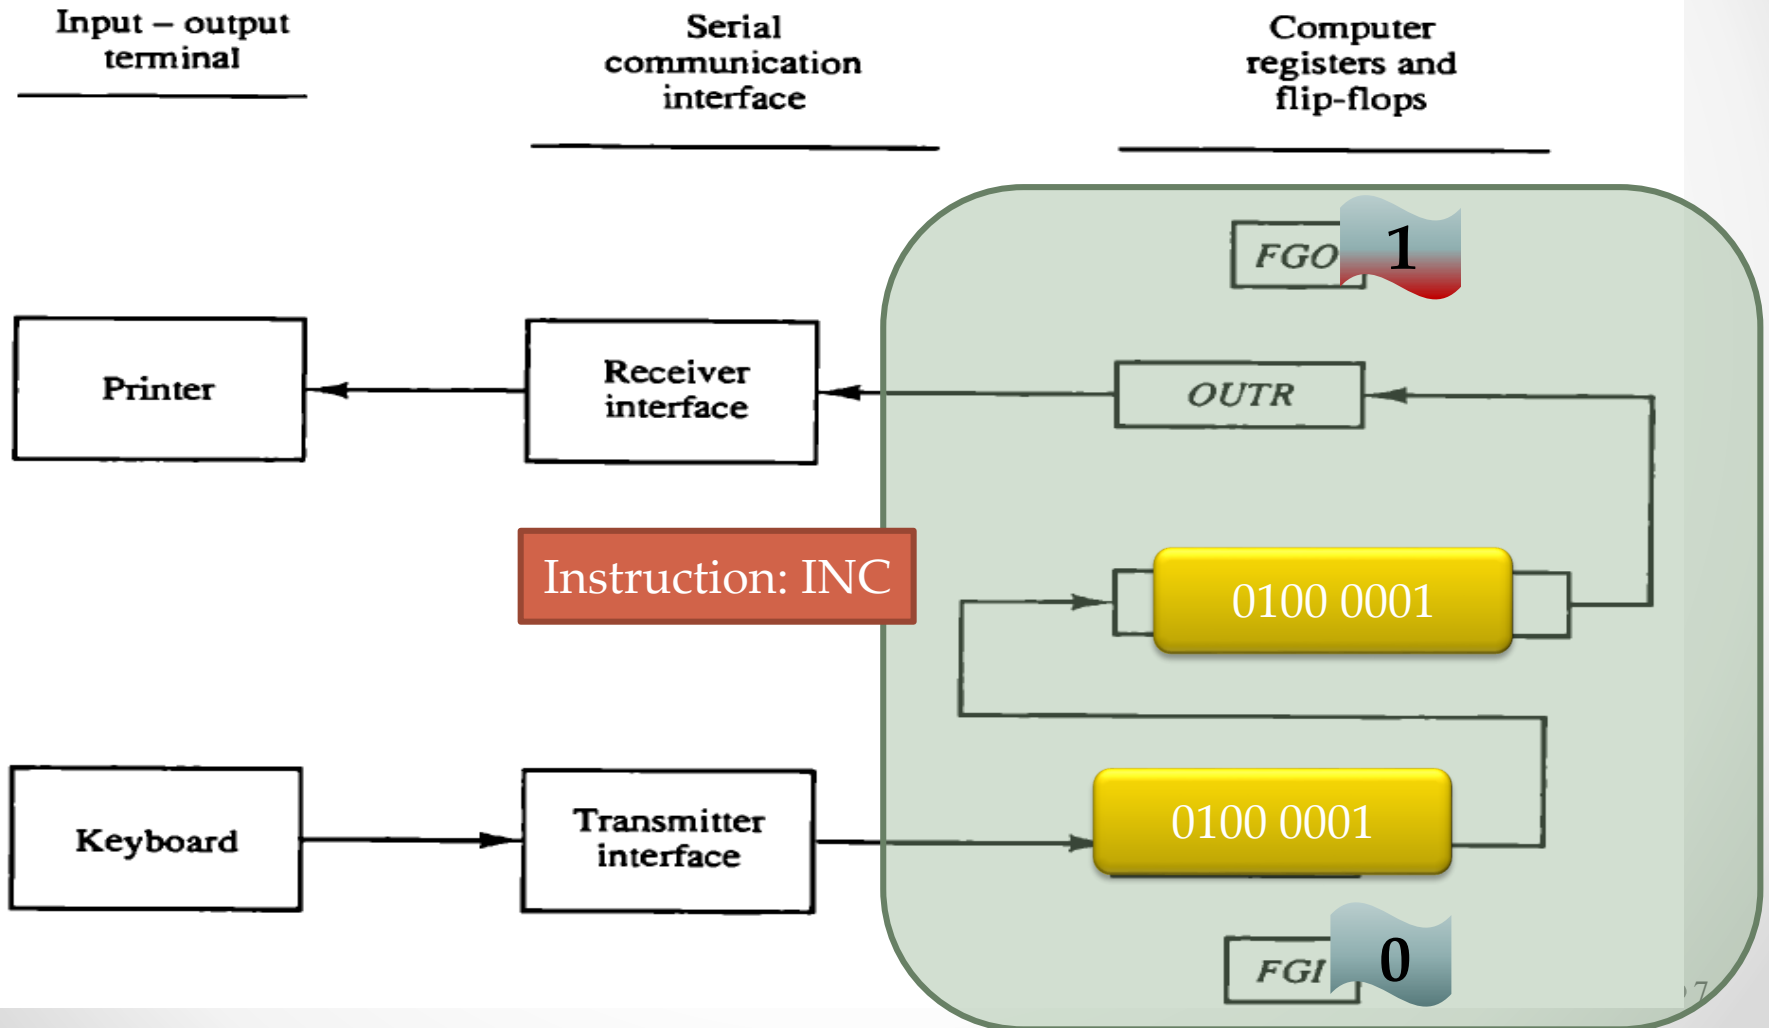 Input – output
terminal
Serial
communication
interface
Computer
registers and
flip-flops
FGO
1
Printer
Receiver
interface
OUTR
Instruction: INC
0100 0001
Keyboard
Transmitter
interface
0100 0001
FGI
0
7